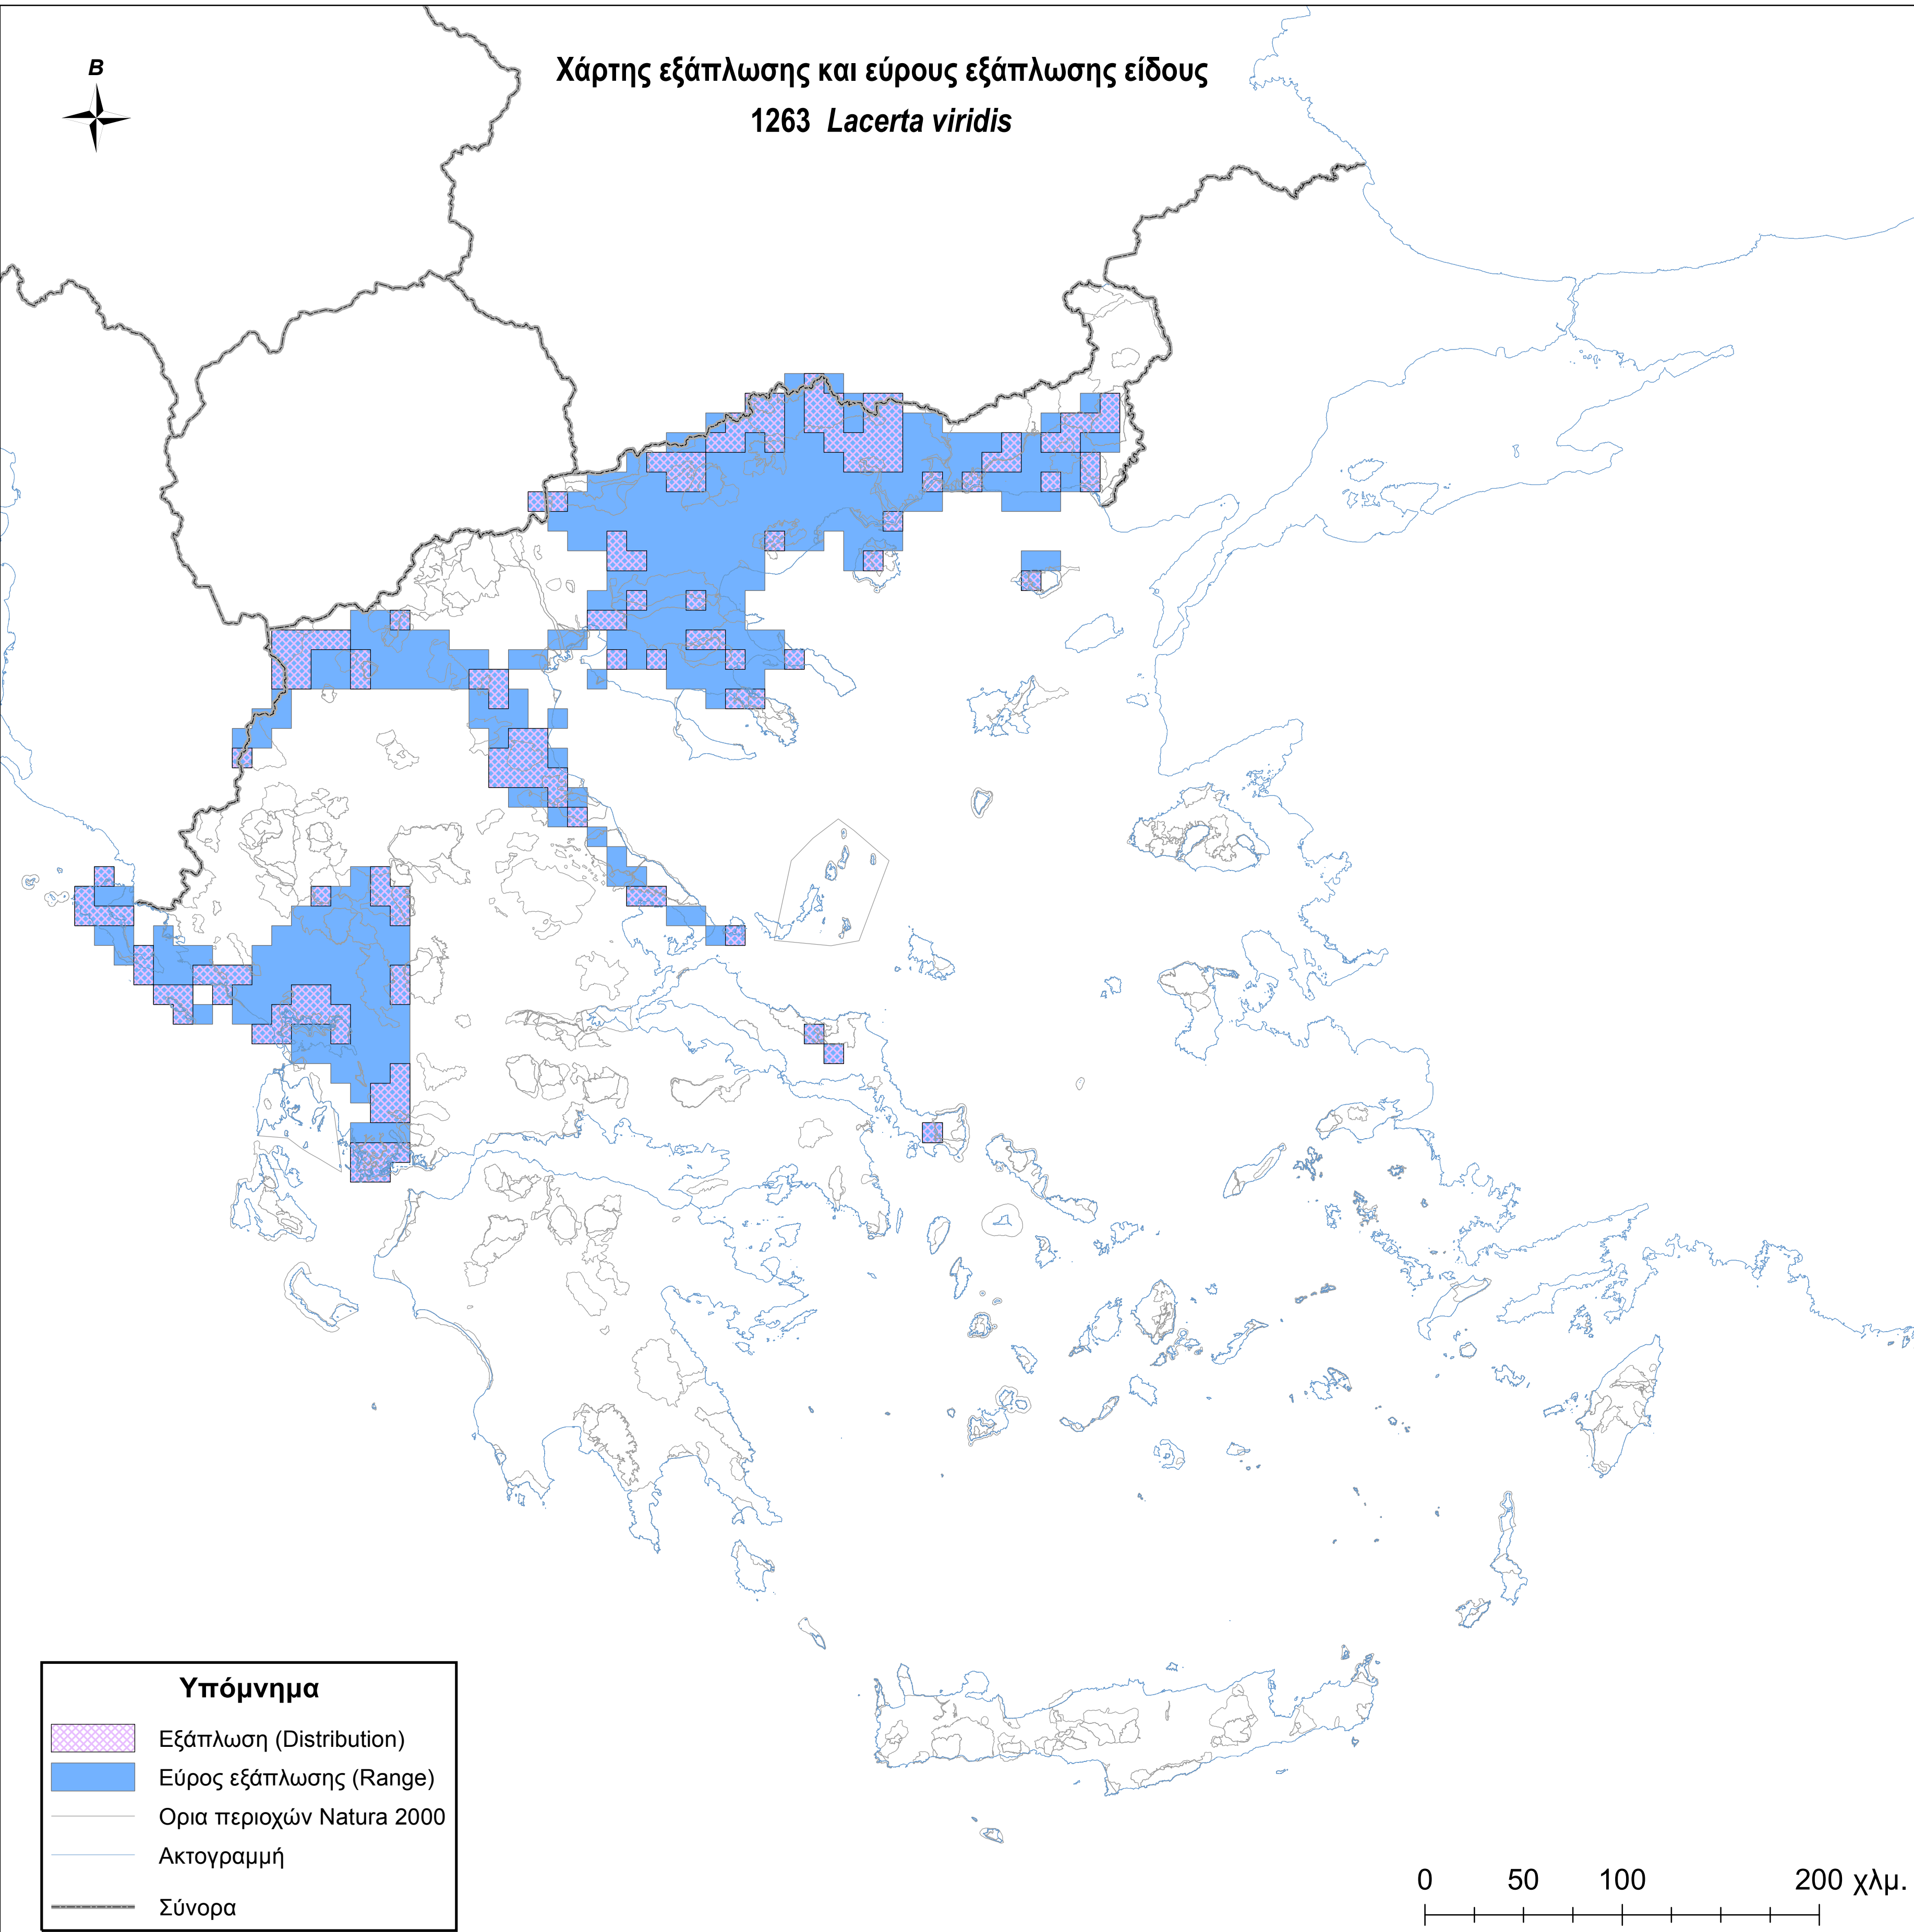 Χάρτης εξάπλωσης και εύρους εξάπλωσης είδους
1263 Lacerta viridis
Β
Υπόμνημα
Εξάπλωση (Distribution)
Εύρος εξάπλωσης (Range)
Ορια περιοχών Natura 2000
Ακτογραμμή
Σύνορα
0 50 100 200 χλμ.